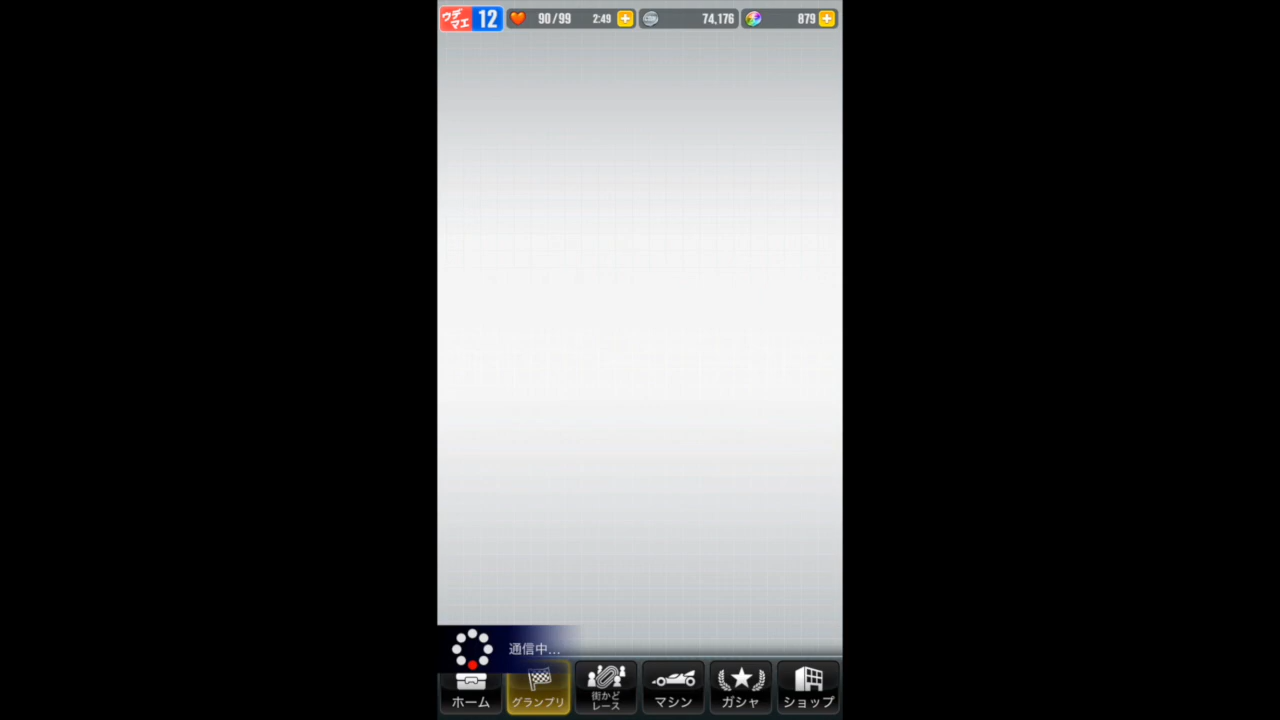 ウデマエ 12 90/99 2:49 74,176 879
通信中...
ホーム グランプリ 街かどレース マシン ガシャ ショップ